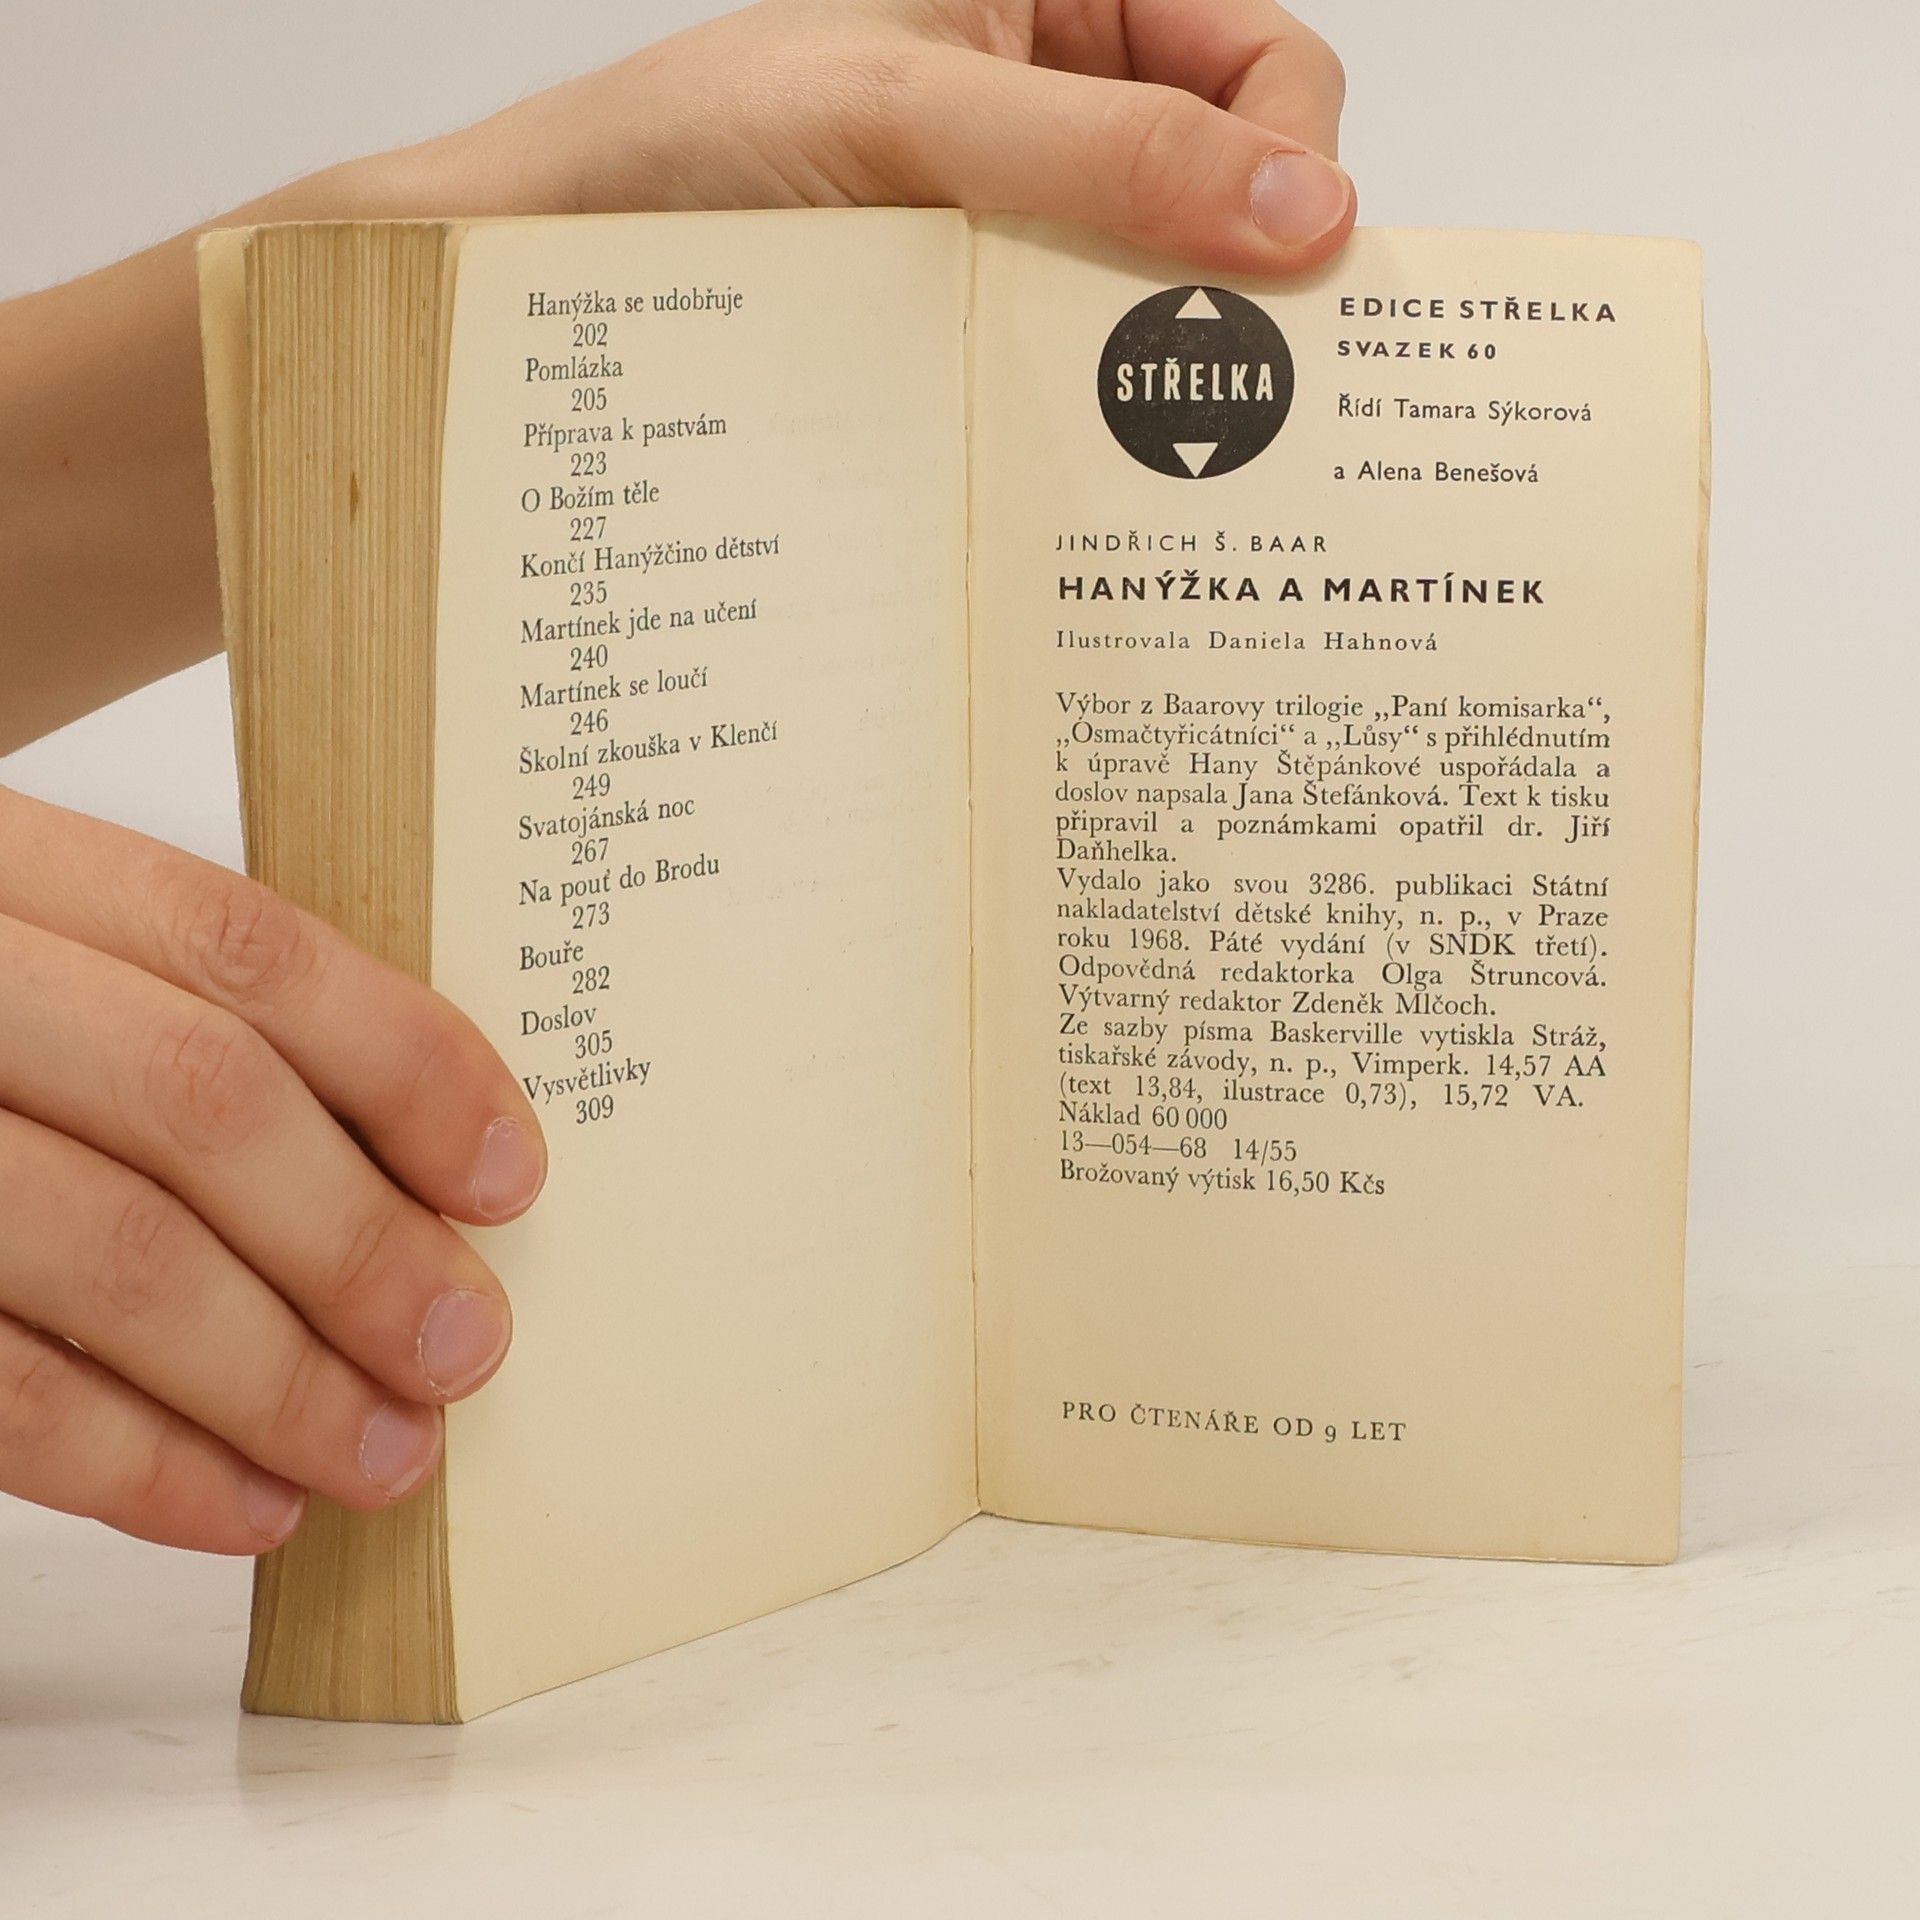 Hanýžka se udobřuje
202
Pomlázka
205
Příprava k pastvám
223
O Božím těle
227
Končí Hanýžčino dětství
235
Martínek jde na učení
240
Martínek se loučí
246
Školní zkouška v Klenčí
249
Svatojánská noc
267
Na pouť do Brodu
273
Bouře
282
Doslov
305
Vysvětlivky
309
STŘELKA
EDICE STŘELKA
SVAZEK 60
Řídí Tamara Sýkorová
a Alena Benešová
JINDŘICH Š. BAAR
HANÝŽKA A MARTÍNEK
Ilustrovala Daniela Hahnová
Výbor z Baarovy trilogie „Paní komisarka“,
„Osmačtyřicátníci“ a „Lůsy“ s přihlédnutím
k úpravě Hany Štěpánkové uspořádala a
doslov napsala Jana Štefánková. Text k tisku
připravil a poznámkami opatřil dr. Jiří
Daňhelka.
Vydalo jako svou 3286. publikaci Státní
nakladatelství dětské knihy, n. p., v Praze
roku 1968. Páté vydání (v SNDK třetí).
Odpovědná redaktorka Olga Štruncová.
Výtvarný redaktor Zdeněk Mlčoch.
Ze sazby písma Baskerville vytiskla Stráž,
tiskařské závody, n. p., Vimperk. 14,57 AA
(text 13,84, ilustrace 0,73), 15,72 VA.
Náklad 60 000
13—054—68 14/55
Brožovaný výtisk 16,50 Kčs
PRO ČTENÁŘE OD 9 LET